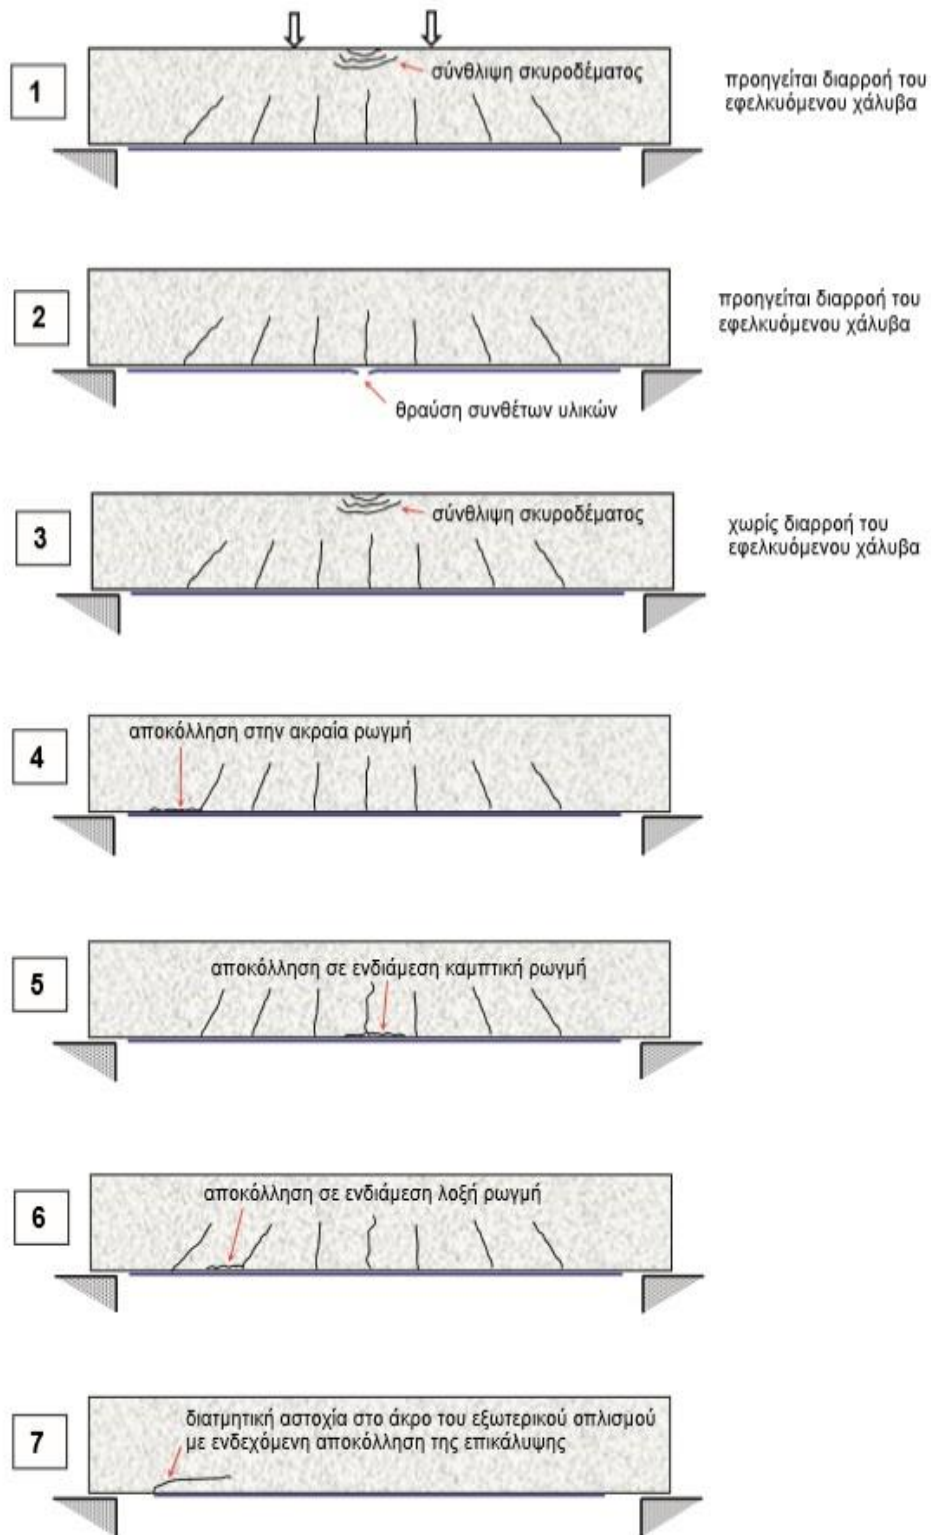 1
σύνθλιψη σκυροδέματος
προηγείται διαρροή του
εφελκυόμενου χάλυβα
2
προηγείται διαρροή του
εφελκυόμενου χάλυβα
θραύση συνθέτων υλικών
3
σύνθλιψη σκυροδέματος
χωρίς διαρροή του
εφελκυόμενου χάλυβα
4
αποκόλληση στην ακραία ρωγμή
5
αποκόλληση σε ενδιάμεση καμπτική ρωγμή
6
αποκόλληση σε ενδιάμεση λοξή ρωγμή
7
διατμητική αστοχία στο άκρο του εξωτερικού οπλισμού
με ενδεχόμενη αποκόλληση της επικάλυψης